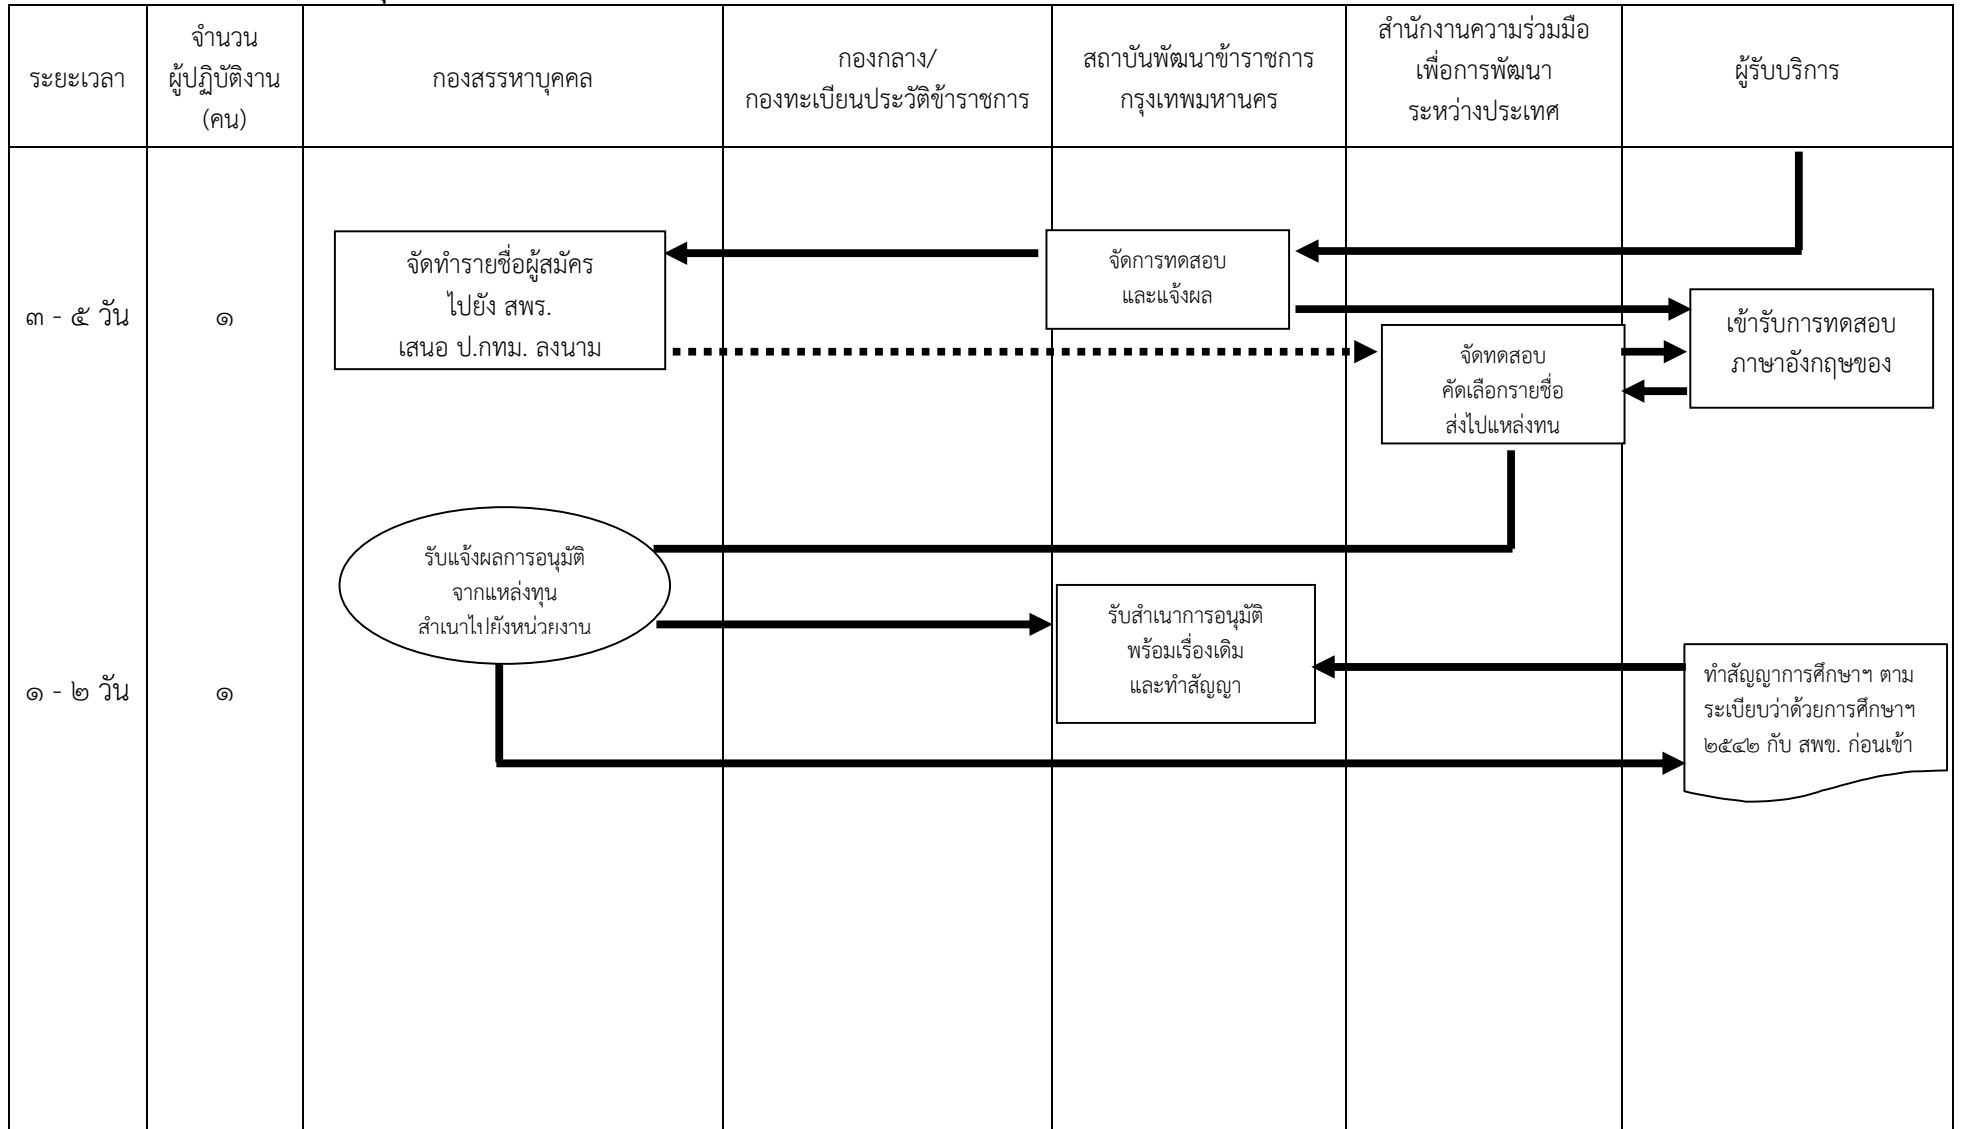 ระยะเวลา
จำนวน
ผู้ปฏิบัติงาน
(คน)
กองสรรหาบุคคล
กองกลาง/
กองทะเบียนประวัติข้าราชการ
สถาบันพัฒนาข้าราชการ
กรุงเทพมหานคร
สำนักงานความร่วมมือ
เพื่อการพัฒนา
ระหว่างประเทศ
ผู้รับบริการ
๓ - ๕ วัน
๑
จัดทำรายชื่อผู้สมัคร
ไปยัง สพร.
เสนอ ป.กทม. ลงนาม
จัดการทดสอบ
และแจ้งผล
จัดทดสอบ
คัดเลือกรายชื่อ
ส่งไปแหล่งทุน
เข้ารับการทดสอบ
ภาษาอังกฤษของ
๑ - ๒ วัน
๑
รับแจ้งผลการอนุมัติ
จากแหล่งทุน
สำเนาไปยังหน่วยงาน
รับสำเนาการอนุมัติ
พร้อมเรื่องเดิม
และทำสัญญา
ทำสัญญาการศึกษาฯ ตาม
ระเบียบว่าด้วยการศึกษาฯ
๒๕๔๒ กับ สพข. ก่อนเข้า